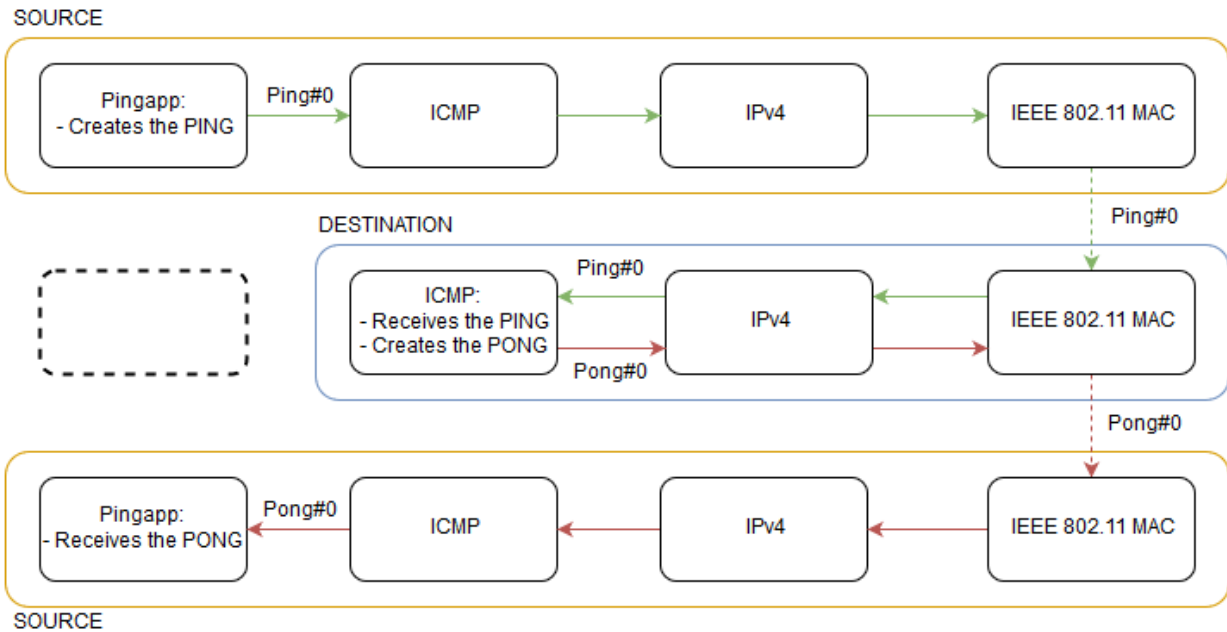 SOURCE
Pingapp:
- Creates the PING
Ping#0
ICMP
IPv4
IEEE 802.11 MAC
Ping#0
DESTINATION
ICMP:
- Receives the PING
- Creates the PONG
Ping#0
Pong#0
IPv4
IEEE 802.11 MAC
Pong#0
Pingapp:
- Receives the PONG
Pong#0
ICMP
IPv4
IEEE 802.11 MAC
SOURCE